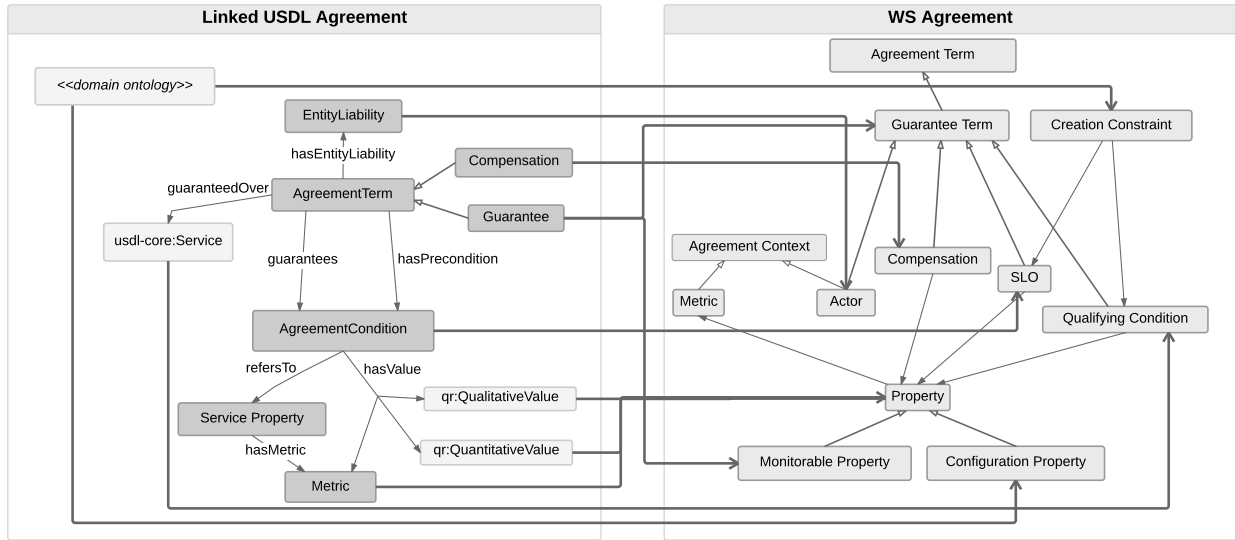 Linked USDL Agreement
<<domain ontology>>
EntityLiability
hasEntityLiability
Compensation
guaranteedOver
AgreementTerm
Guarantee
usdl-core:Service
guarantees
hasPrecondition
AgreementCondition
refersTo
hasValue
qr:QualitativeValue
Service Property
hasMetric
qr:QuantitativeValue
Metric
WS Agreement
Agreement Term
Guarantee Term
Creation Constraint
Agreement Context
Compensation
SLO
Metric
Actor
Qualifying Condition
Property
Monitorable Property
Configuration Property